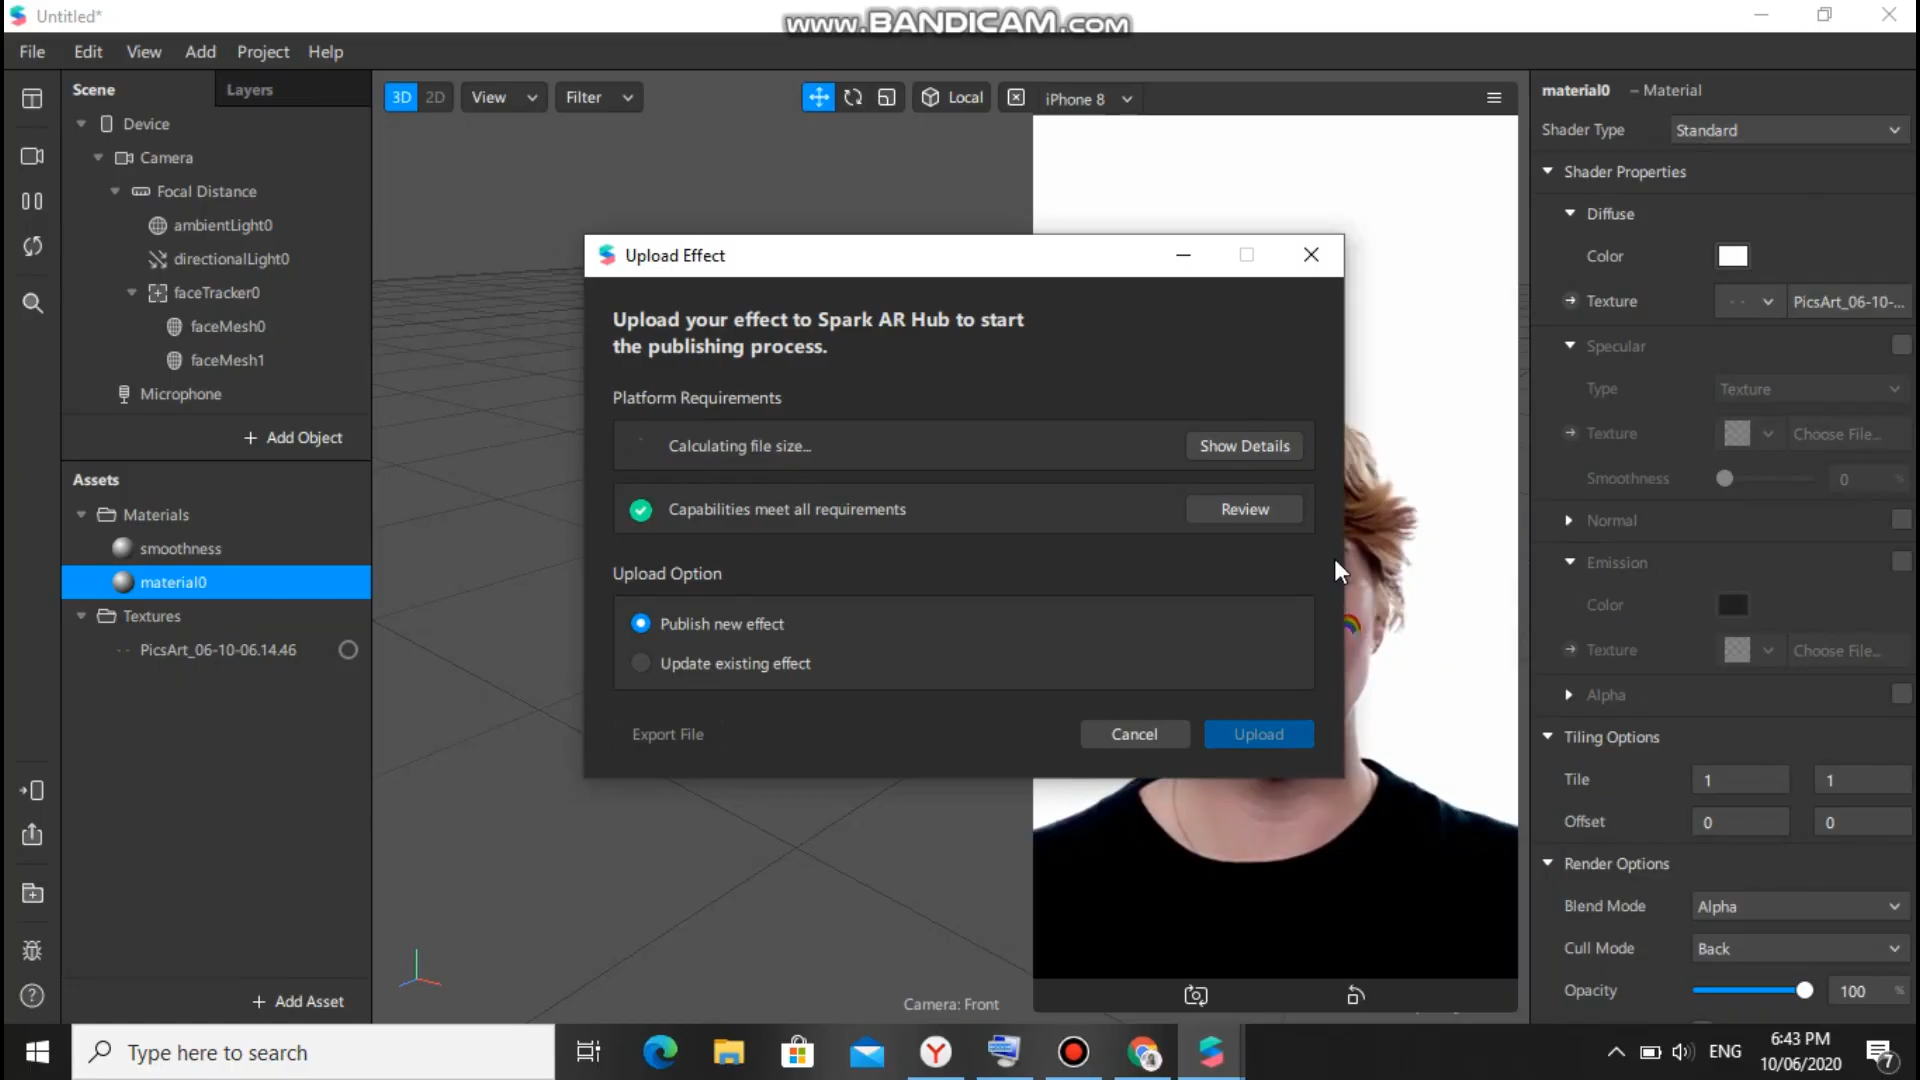 Untitled*
www.BANDICAM.com
File Edit View Add Project Help
Scene Layers
Device
Camera
Focal Distance
ambientLight0
directionalLight0
faceTracker0
faceMesh0
faceMesh1
Microphone
+ Add Object
Assets
Materials
smoothness
material0
Textures
PicsArt_06-10-06.14.46
+ Add Asset
3D 2D View Filter Local iPhone 8
Camera: Front
Upload Effect
Upload your effect to Spark AR Hub to start
the publishing process.
Platform Requirements
Calculating file size... Show Details
Capabilities meet all requirements Review
Upload Option
Publish new effect
Update existing effect
Export File Cancel Upload
material0 – Material
Shader Type Standard
Shader Properties
Diffuse
Color
Texture PicsArt_06-10-...
Specular
Type Texture
Texture Choose File...
Smoothness 0 %
Normal
Emission
Color
Texture Choose File...
Alpha
Tiling Options
Tile 1 1
Offset 0 0
Render Options
Blend Mode Alpha
Cull Mode Back
Opacity 100 %
Type here to search
ENG
6:43 PM
10/06/2020
7